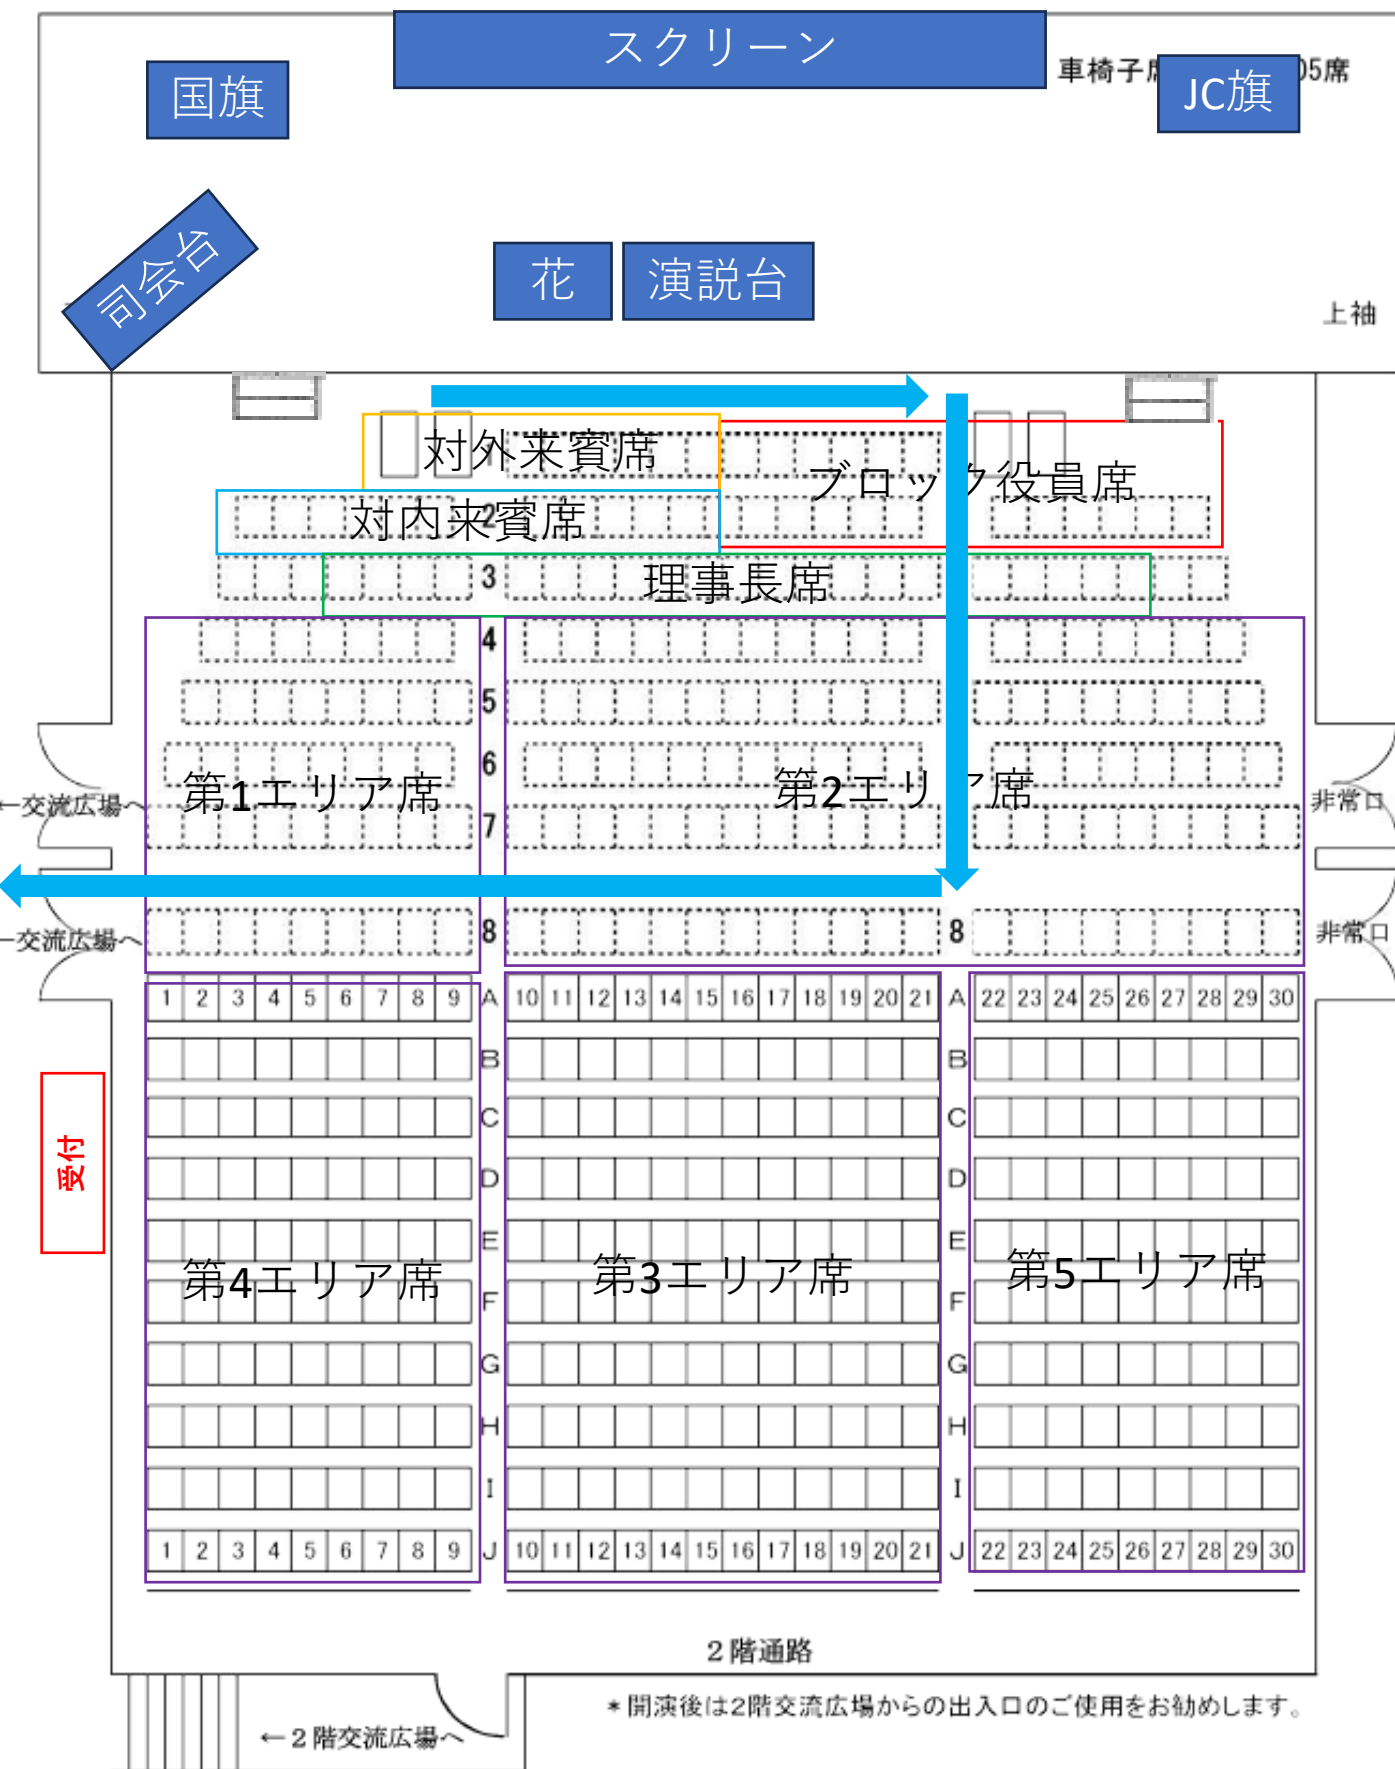 スクリーン
国旗
車椅子席
05席
JC旗
司会台
花
演説台
上袖
対外来賓席
ブロック役員席
対内来賓席
2
3
理事長席
4
5
6
第1エリア席
第2エリア席
←交流広場へ
非常口
7
←交流広場へ
8
8
非常口
1 2 3 4 5 6 7 8 9 A 10 11 12 13 14 15 16 17 18 19 20 21 A 22 23 24 25 26 27 28 29 30
B B
C C
受付
D D
E E
第4エリア席
第3エリア席
第5エリア席
F F
G G
H H
I I
1 2 3 4 5 6 7 8 9 J 10 11 12 13 14 15 16 17 18 19 20 21 J 22 23 24 25 26 27 28 29 30
2階通路
＊開演後は2階交流広場からの出入口のご使用をお勧めします。
←2階交流広場へ